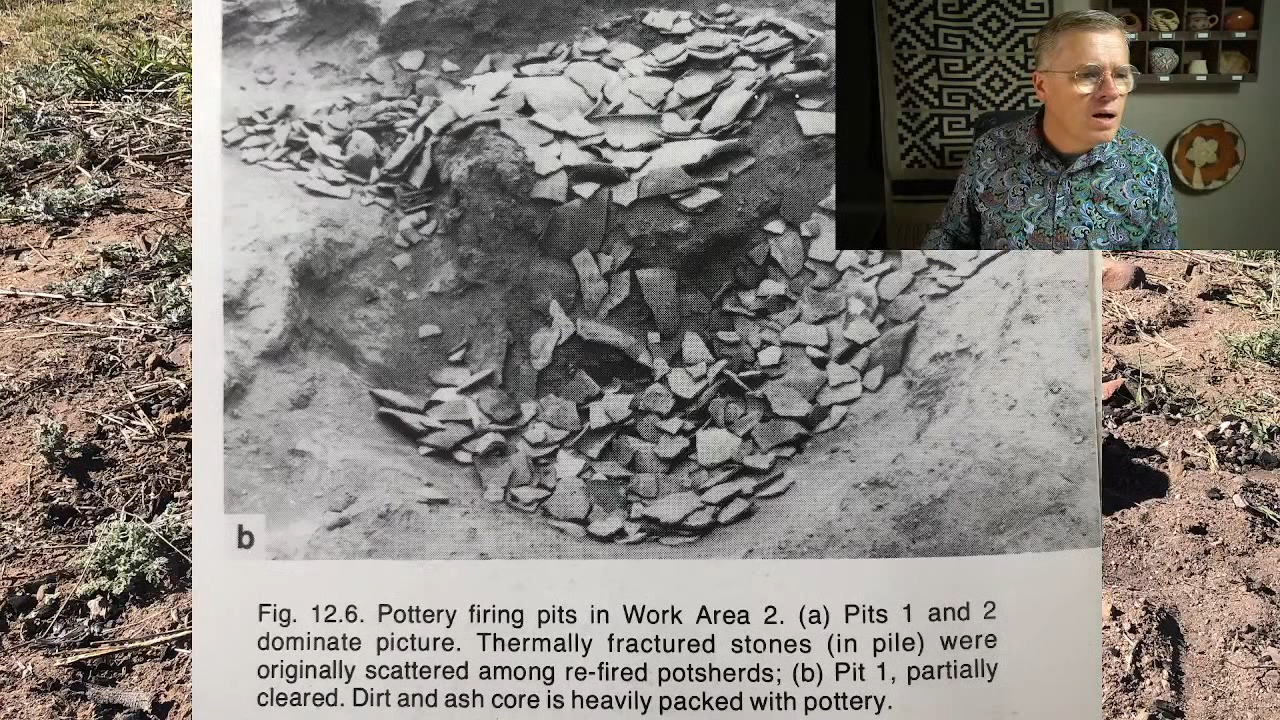 b
Fig. 12.6. Pottery firing pits in Work Area 2. (a) Pits 1 and 2
dominate picture. Thermally fractured stones (in pile) were
originally scattered among re-fired potsherds; (b) Pit 1, partially
cleared. Dirt and ash core is heavily packed with pottery.